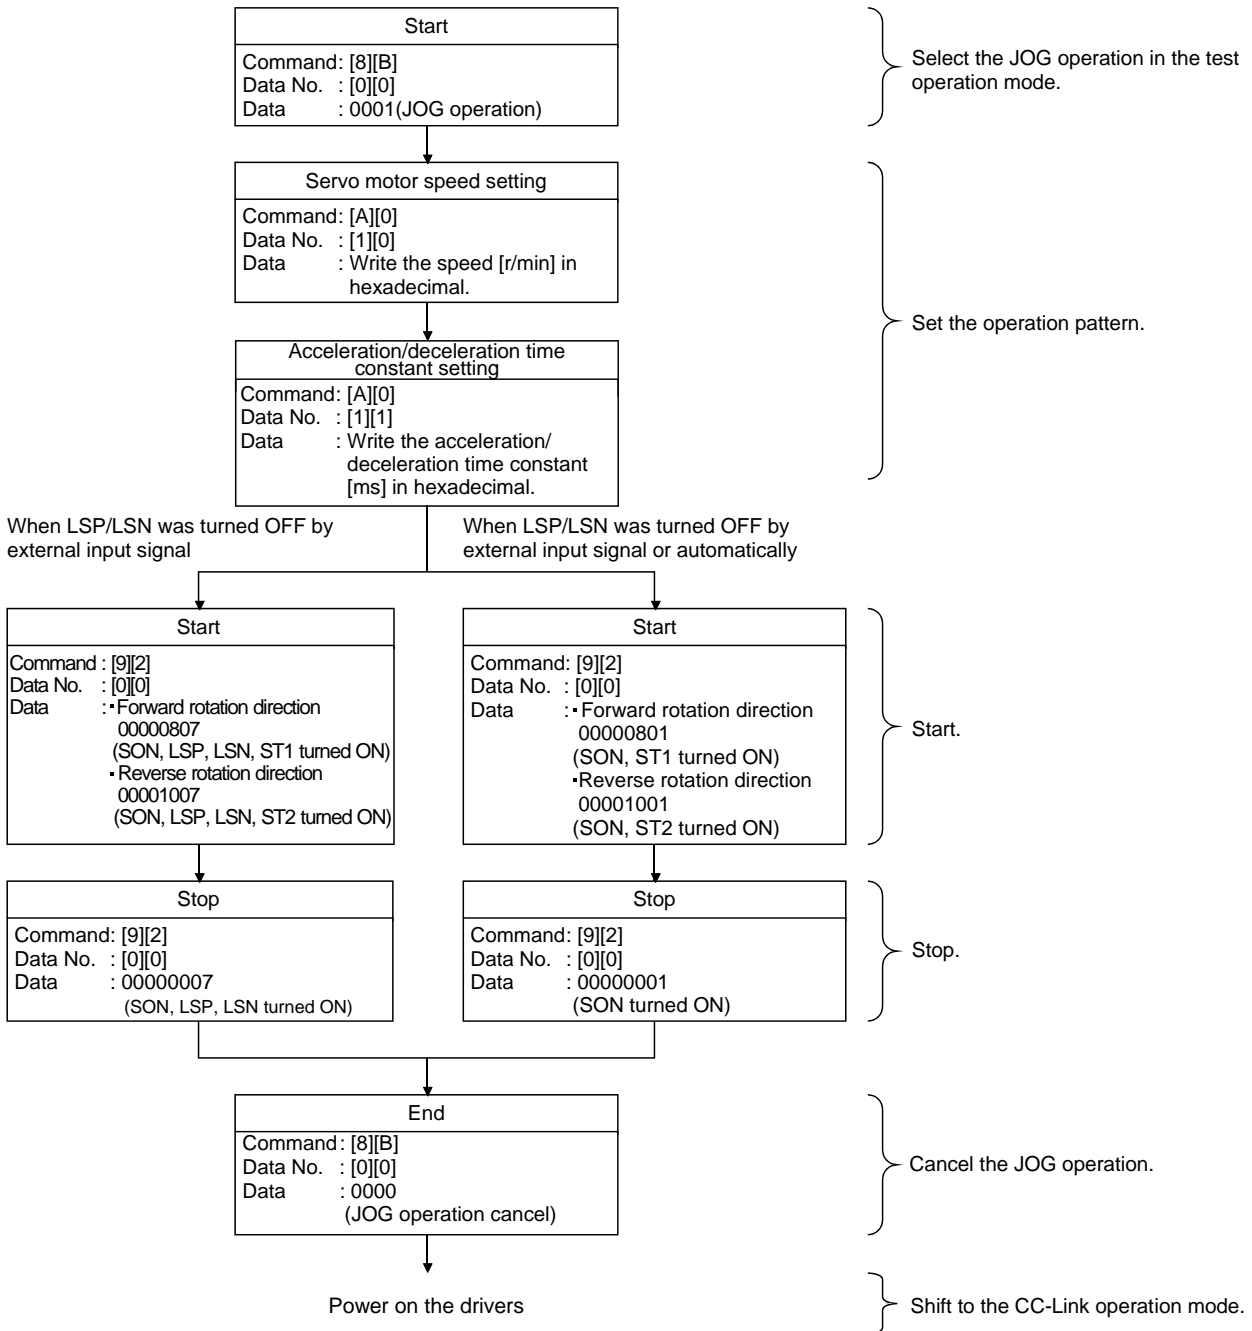 Start
Command: [8][B]
Data No. : [0][0]
Data : 0001(JOG operation)
Select the JOG operation in the test
operation mode.
Servo motor speed setting
Command: [A][0]
Data No. : [1][0]
Data : Write the speed [r/min] in
hexadecimal.
Set the operation pattern.
Acceleration/deceleration time
constant setting
Command: [A][0]
Data No. : [1][1]
Data : Write the acceleration/
deceleration time constant
[ms] in hexadecimal.
When LSP/LSN was turned OFF by
external input signal
When LSP/LSN was turned OFF by
external input signal or automatically
Start
Command : [9][2]
Data No. : [0][0]
Data : ▪Forward rotation direction
00000807
(SON, LSP, LSN, ST1 turned ON)
▪Reverse rotation direction
00001007
(SON, LSP, LSN, ST2 turned ON)
Start
Command: [9][2]
Data No. : [0][0]
Data : ▪Forward rotation direction
00000801
(SON, ST1 turned ON)
▪Reverse rotation direction
00001001
(SON, ST2 turned ON)
Start.
Stop
Command: [9][2]
Data No. : [0][0]
Data : 00000007
(SON, LSP, LSN turned ON)
Stop
Command: [9][2]
Data No. : [0][0]
Data : 00000001
(SON turned ON)
Stop.
End
Command: [8][B]
Data No. : [0][0]
Data : 0000
(JOG operation cancel)
Cancel the JOG operation.
Power on the drivers
Shift to the CC-Link operation mode.